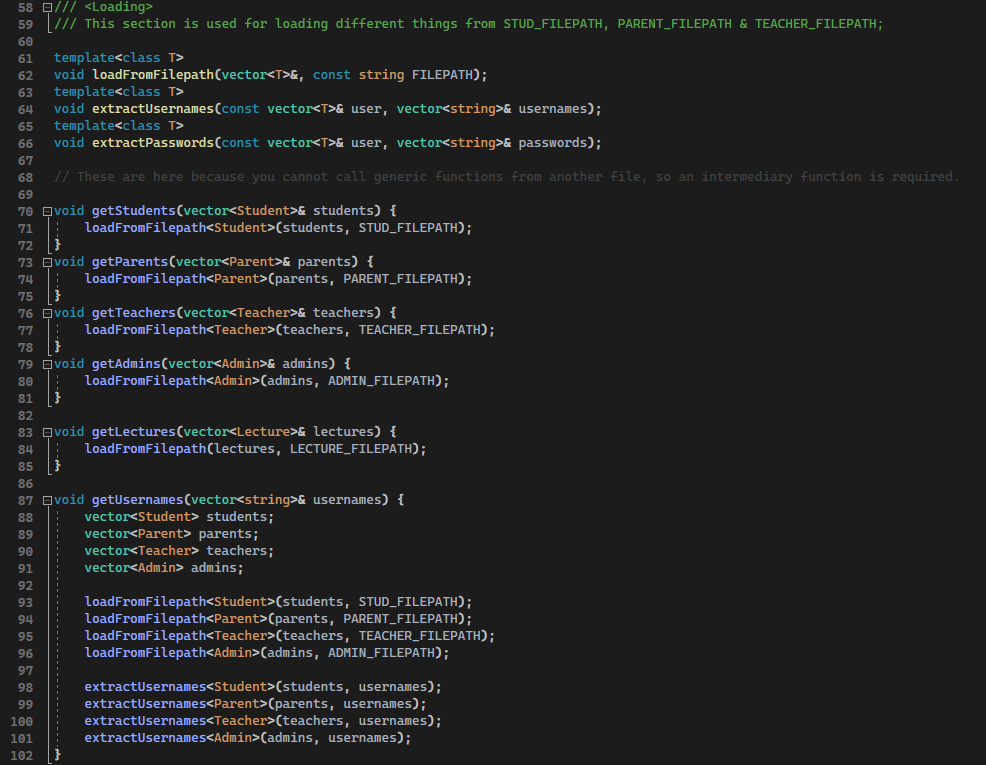 58 /// <Loading>
59 /// This section is used for loading different things from STUD_FILEPATH, PARENT_FILEPATH & TEACHER_FILEPATH;
60
61 template<class T>
62 void loadFromFilepath(vector<T>&, const string FILEPATH);
63 template<class T>
64 void extractUsernames(const vector<T>& user, vector<string>& usernames);
65 template<class T>
66 void extractPasswords(const vector<T>& user, vector<string>& passwords);
67
68 // These are here because you cannot call generic functions from another file, so an intermediary function is required.
69
70 void getStudents(vector<Student>& students) {
71     loadFromFilepath<Student>(students, STUD_FILEPATH);
72 }
73 void getParents(vector<Parent>& parents) {
74     loadFromFilepath<Parent>(parents, PARENT_FILEPATH);
75 }
76 void getTeachers(vector<Teacher>& teachers) {
77     loadFromFilepath<Teacher>(teachers, TEACHER_FILEPATH);
78 }
79 void getAdmins(vector<Admin>& admins) {
80     loadFromFilepath<Admin>(admins, ADMIN_FILEPATH);
81 }
82
83 void getLectures(vector<Lecture>& lectures) {
84     loadFromFilepath(lectures, LECTURE_FILEPATH);
85 }
86
87 void getUsernames(vector<string>& usernames) {
88     vector<Student> students;
89     vector<Parent> parents;
90     vector<Teacher> teachers;
91     vector<Admin> admins;
92
93     loadFromFilepath<Student>(students, STUD_FILEPATH);
94     loadFromFilepath<Parent>(parents, PARENT_FILEPATH);
95     loadFromFilepath<Teacher>(teachers, TEACHER_FILEPATH);
96     loadFromFilepath<Admin>(admins, ADMIN_FILEPATH);
97
98     extractUsernames<Student>(students, usernames);
99     extractUsernames<Parent>(parents, usernames);
100     extractUsernames<Teacher>(teachers, usernames);
101     extractUsernames<Admin>(admins, usernames);
102 }